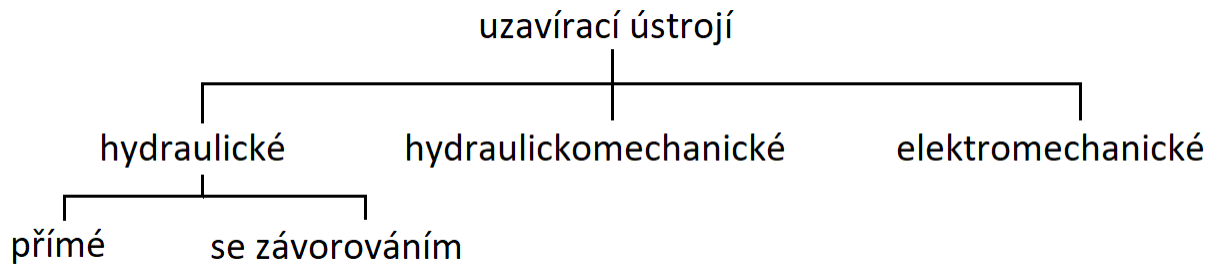 uzavírací ústrojí
hydraulické hydraulickomechanické elektromechanické
přímé se závorováním